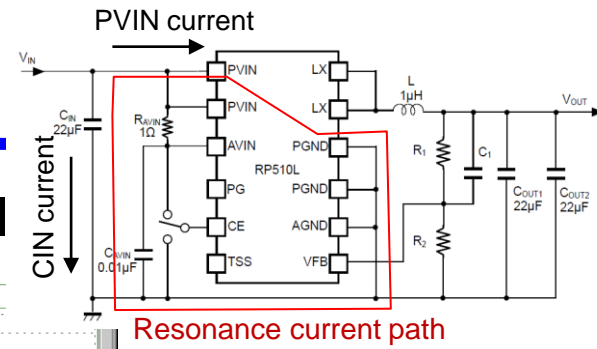 PVIN current
VIN
CIN
22μF
CIN current
RAVIN
1Ω
CAVIN
0.01μF
PVIN
PVIN
AVIN
PG
CE
TSS
RP510L
LX
LX
PGND
PGND
AGND
VFB
L
1μH
VOUT
R1
C1
R2
COUT1
22μF
COUT2
22μF
Resonance current path